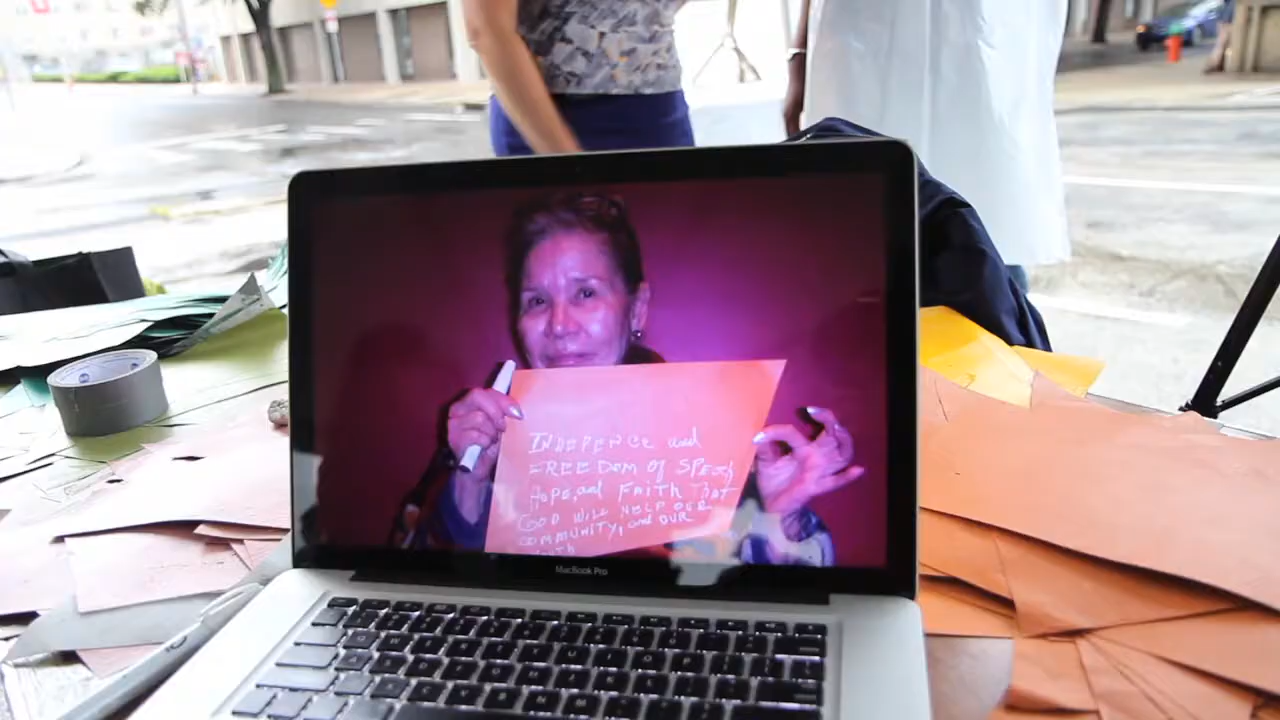 INDEPENCE and
FREEDOM OF SPEECH
HOPE, and FAITH THAT
GOD WILL HELP OUR
COMMUNITY, and OUR
MacBook Pro